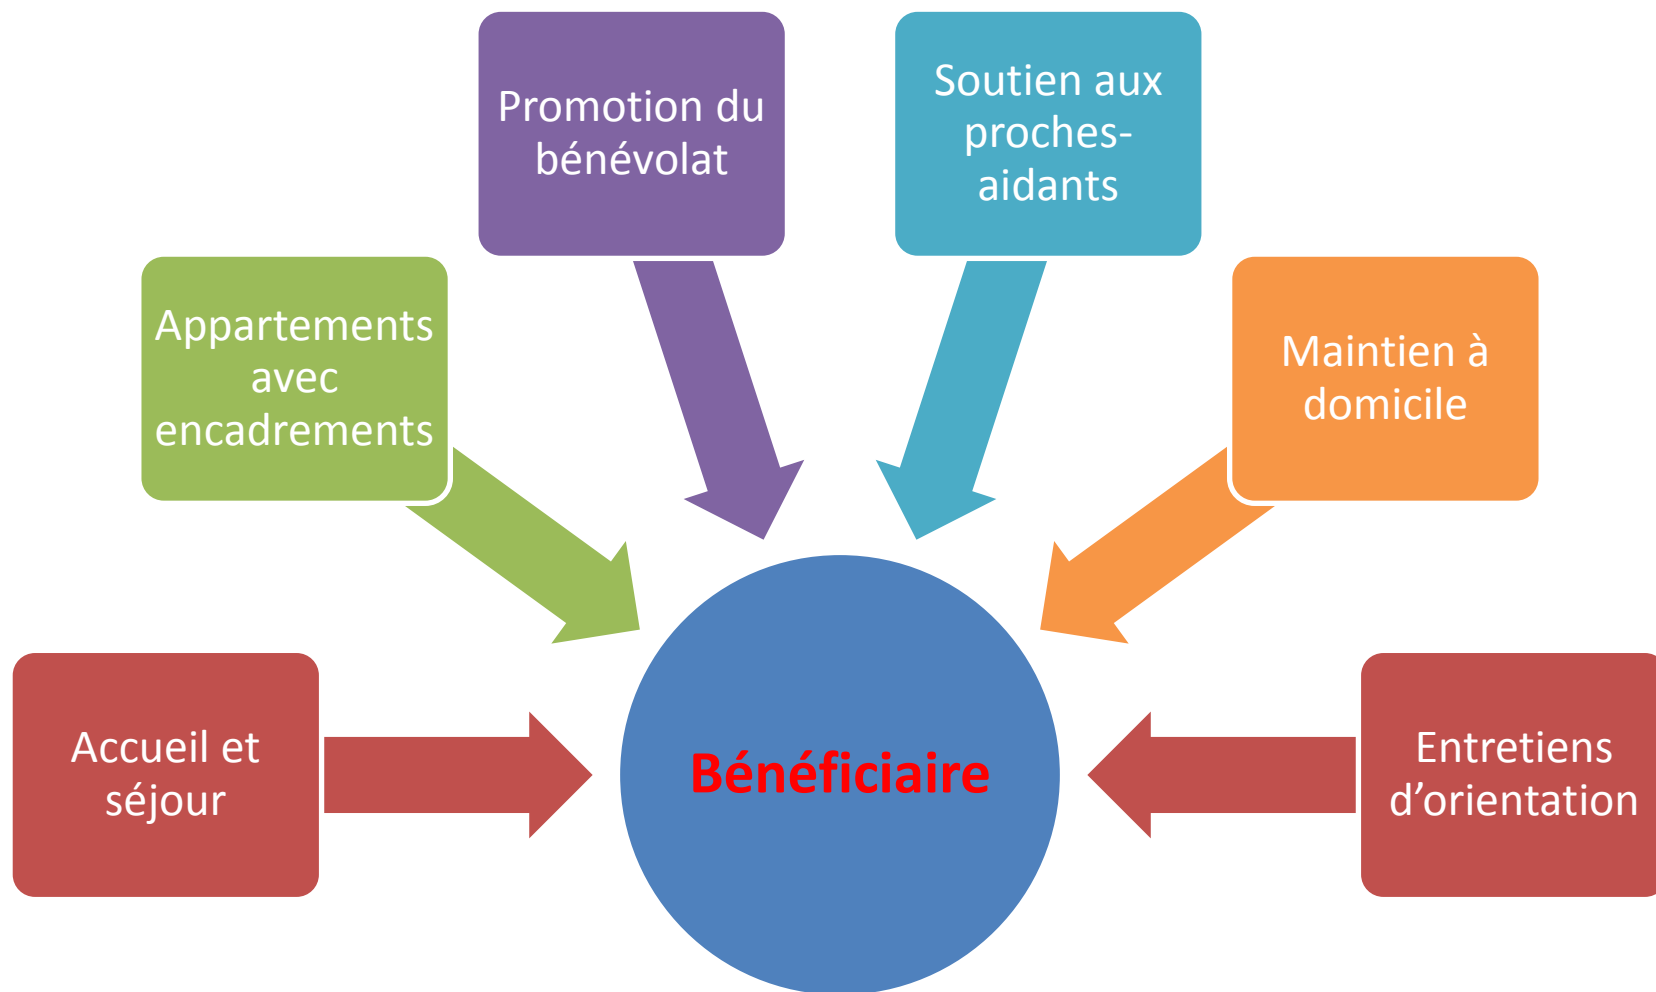 Promotion du
bénévolat
Soutien aux
proches-
aidants
Appartements
avec
encadrements
Maintien à
domicile
Accueil et
séjour
Bénéficiaire
Entretiens
d’orientation